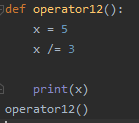 def operator12():
    x = 5
    x /= 3
    print(x)
operator12()